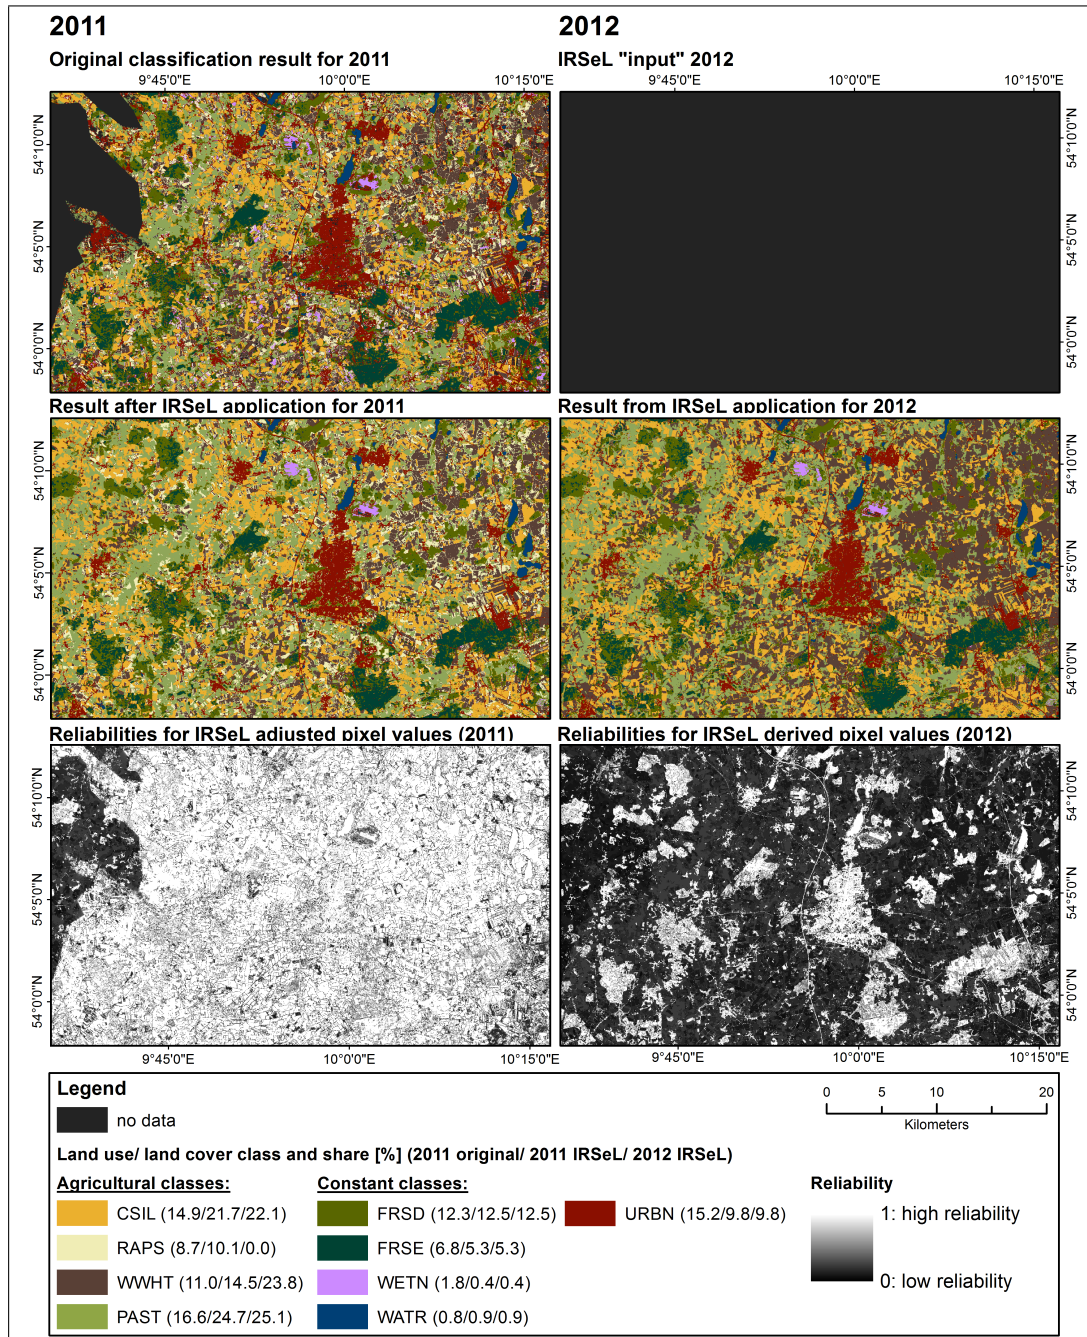 2011
2012
Original classification result for 2011
IRSeL "input" 2012
9°45'0"E 10°0'0"E 10°15'0"E
9°45'0"E 10°0'0"E 10°15'0"E
54°10'0"N
54°5'0"N
54°0'0"N
54°10'0"N
54°5'0"N
54°0'0"N
Result after IRSeL application for 2011
Result from IRSeL application for 2012
54°10'0"N
54°5'0"N
54°0'0"N
54°10'0"N
54°5'0"N
54°0'0"N
Reliabilities for IRSeL adjusted pixel values (2011)
Reliabilities for IRSeL derived pixel values (2012)
54°10'0"N
54°5'0"N
54°0'0"N
54°10'0"N
54°5'0"N
54°0'0"N
9°45'0"E 10°0'0"E 10°15'0"E
9°45'0"E 10°0'0"E 10°15'0"E
Legend
no data
0 5 10 20
Kilometers
Land use/ land cover class and share [%] (2011 original/ 2011 IRSeL/ 2012 IRSeL)
Agricultural classes:
CSIL (14.9/21.7/22.1)
RAPS (8.7/10.1/0.0)
WWHT (11.0/14.5/23.8)
PAST (16.6/24.7/25.1)
Constant classes:
FRSD (12.3/12.5/12.5)
FRSE (6.8/5.3/5.3)
WETN (1.8/0.4/0.4)
WATR (0.8/0.9/0.9)
URBN (15.2/9.8/9.8)
Reliability
1: high reliability
0: low reliability